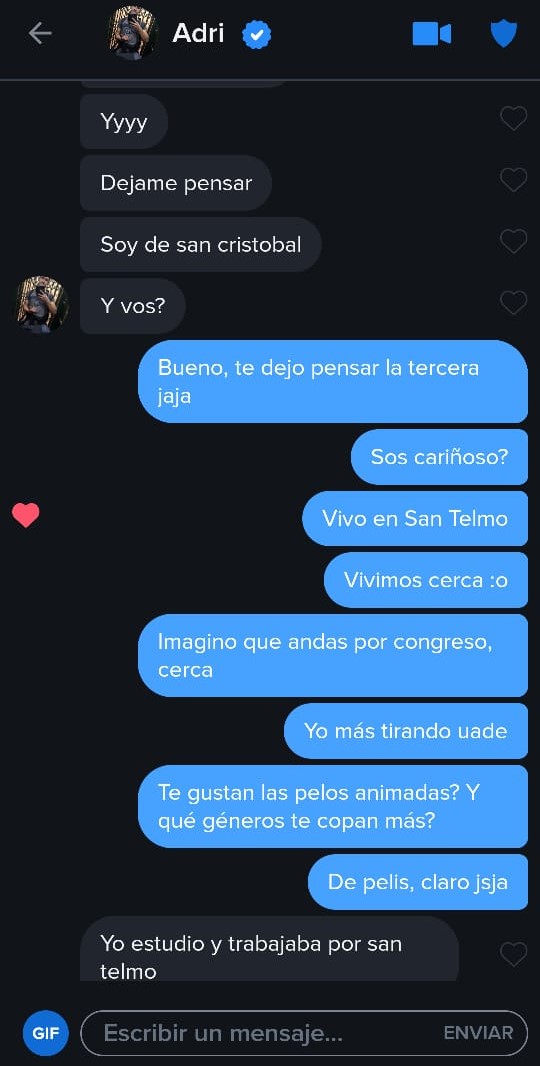 Adri
Yyyy
Dejame pensar
Soy de san cristobal
Y vos?
Bueno, te dejo pensar la tercera
jaja
Sos cariñoso?
Vivo en San Telmo
Vivimos cerca :o
Imagino que andas por congreso,
cerca
Yo más tirando uade
Te gustan las pelos animadas? Y
qué géneros te copan más?
De pelis, claro jsja
Yo estudio y trabajaba por san
telmo
GIF
Escribir un mensaje...
ENVIAR